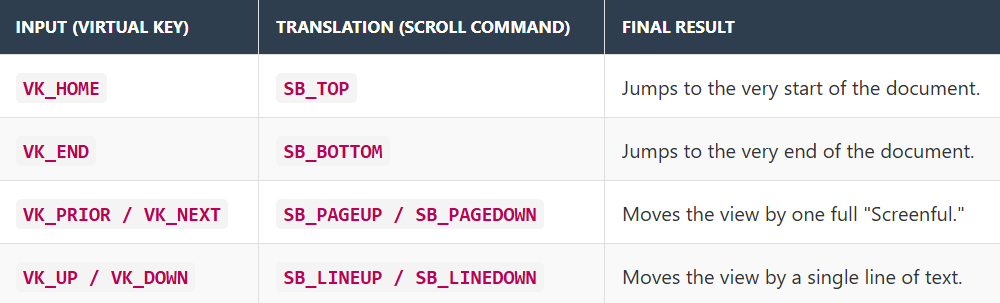 INPUT (VIRTUAL KEY) TRANSLATION (SCROLL COMMAND) FINAL RESULT
VK_HOME SB_TOP Jumps to the very start of the document.
VK_END SB_BOTTOM Jumps to the very end of the document.
VK_PRIOR / VK_NEXT SB_PAGEUP / SB_PAGEDOWN Moves the view by one full "Screenful."
VK_UP / VK_DOWN SB_LINEUP / SB_LINEDOWN Moves the view by a single line of text.